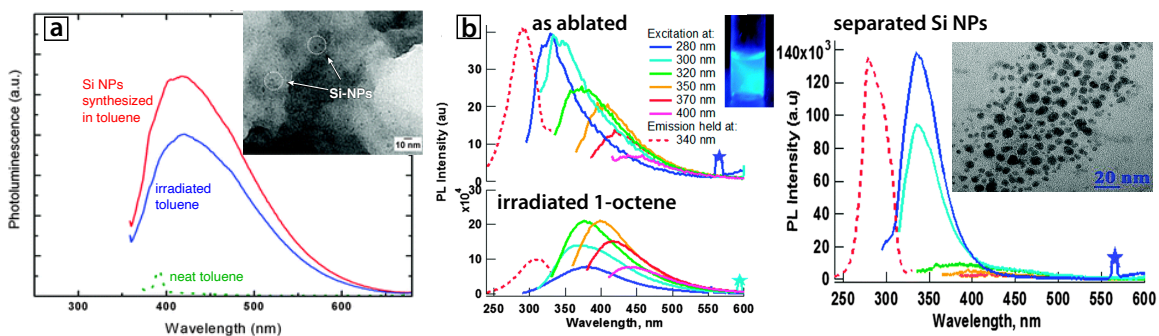 a
Photoluminescence (a.u.)
Si NPs
synthesized
in toluene
irradiated
toluene
neat toluene
Si-NPs
10 nm
300
400
500
600
Wavelength (nm)
b
as ablated
Excitation at:
280 nm
300 nm
320 nm
350 nm
370 nm
400 nm
Emission held at:
340 nm
PL Intensity (au)
40
30
20
10
0
x10⁴
irradiated 1-octene
30
20
10
0
250 300 350 400 450 500 550 600
Wavelength, nm
separated Si NPs
140x10³
120
100
80
60
40
20
0
PL Intensity (a.u)
20 nm
250 300 350 400 450 500 550 600
Wavelength, nm